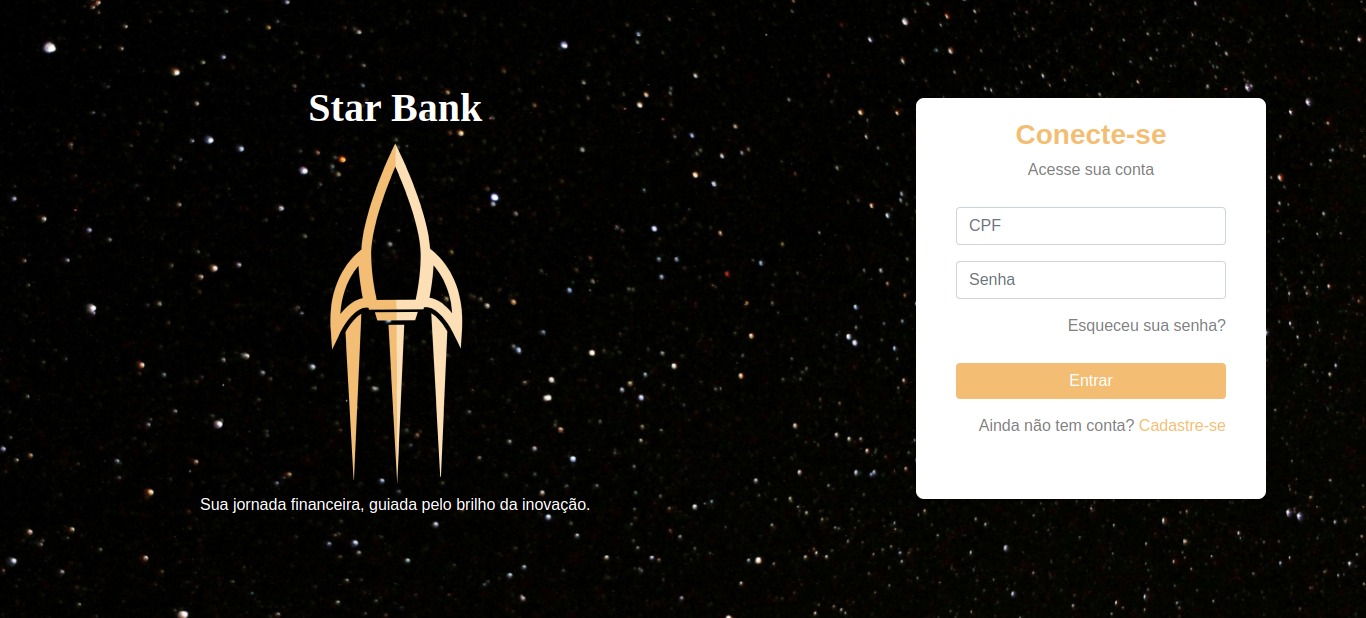 Star Bank
Sua jornada financeira, guiada pelo brilho da inovação.
Conecte-se
Acesse sua conta
CPF
Senha
Esqueceu sua senha?
Entrar
Ainda não tem conta? Cadastre-se